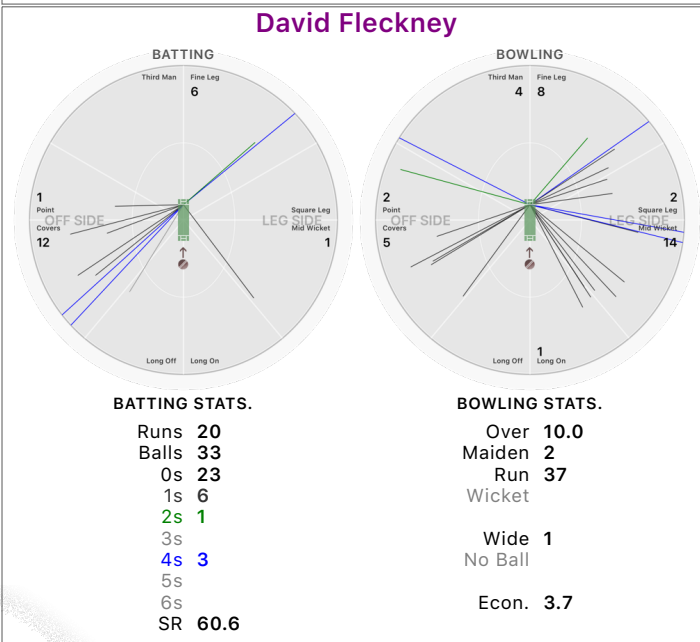 David Fleckney
BATTING
Third Man Fine Leg
6
1
Point
OFF SIDE
Covers
12
LEG SIDE
Square Leg
Mid Wicket
1
Long Off Long On
BOWLING
Third Man Fine Leg
4 8
2
Point
OFF SIDE
Covers
5
2
Square Leg
LEG SIDE
Mid Wicket
14
1
Long Off Long On
BATTING STATS.
Runs 20
Balls 33
0s 23
1s 6
2s 1
3s
4s 3
5s
6s
SR 60.6
BOWLING STATS.
Over 10.0
Maiden 2
Run 37
Wicket
Wide 1
No Ball
Econ. 3.7